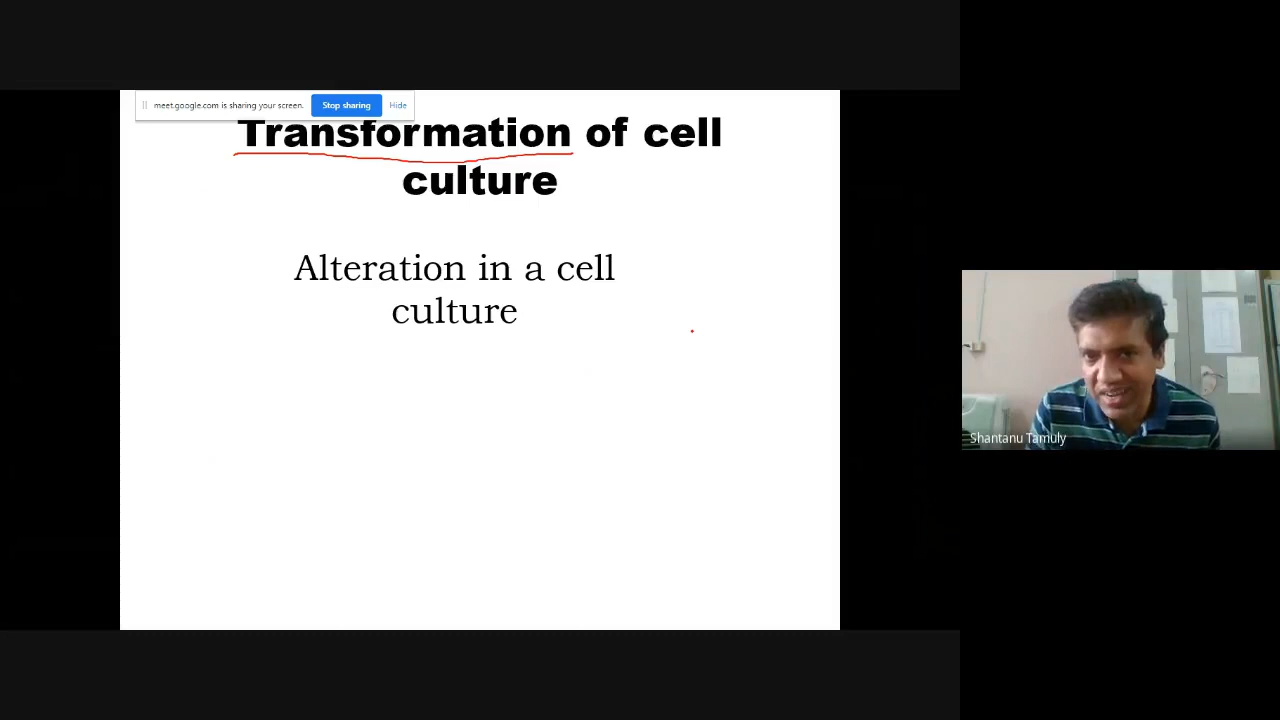 meet.google.com is sharing your screen. Stop sharing Hide
Transformation of cell
culture
Alteration in a cell
culture
Shantanu Tamuly